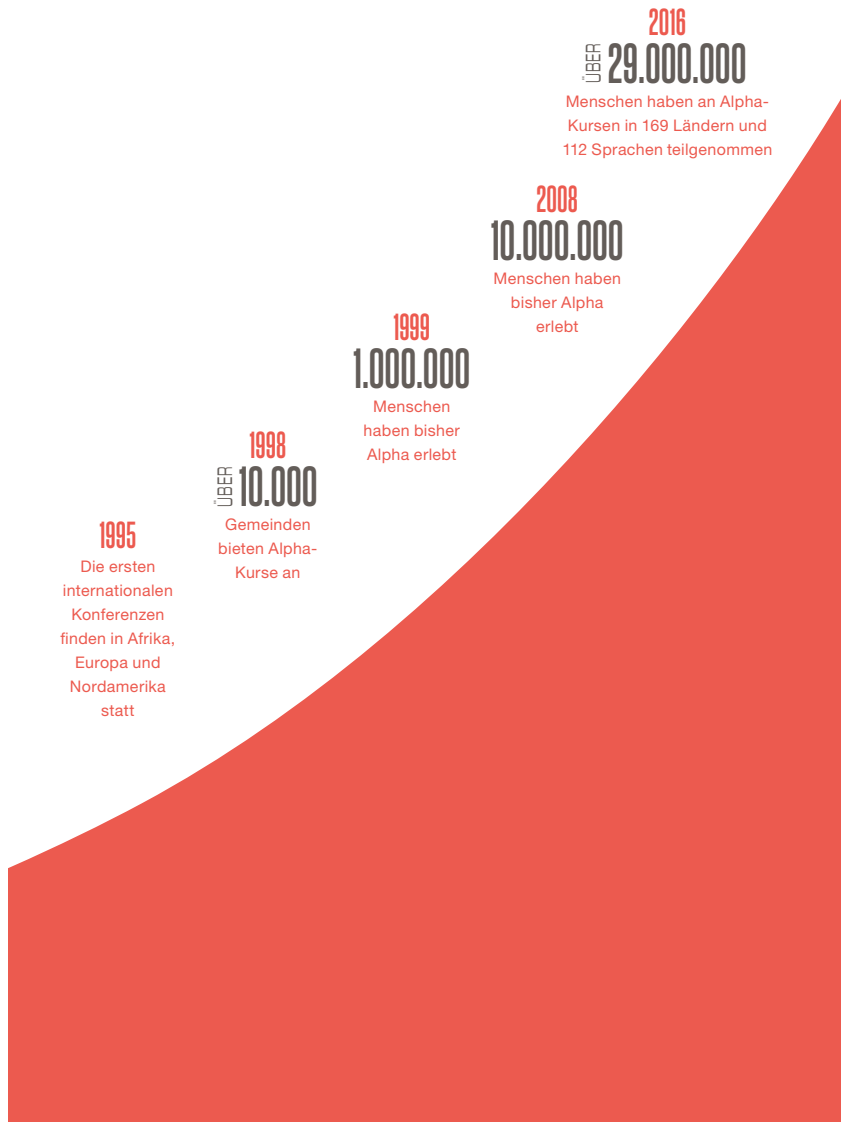 2016
ÜBER 29.000.000
Menschen haben an Alpha-
Kursen in 169 Ländern und
112 Sprachen teilgenommen
2008
10.000.000
Menschen haben
bisher Alpha
erlebt
1999
1.000.000
Menschen
haben bisher
Alpha erlebt
1998
ÜBER 10.000
Gemeinden
bieten Alpha-
Kurse an
1995
Die ersten
internationalen
Konferenzen
finden in Afrika,
Europa und
Nordamerika
statt